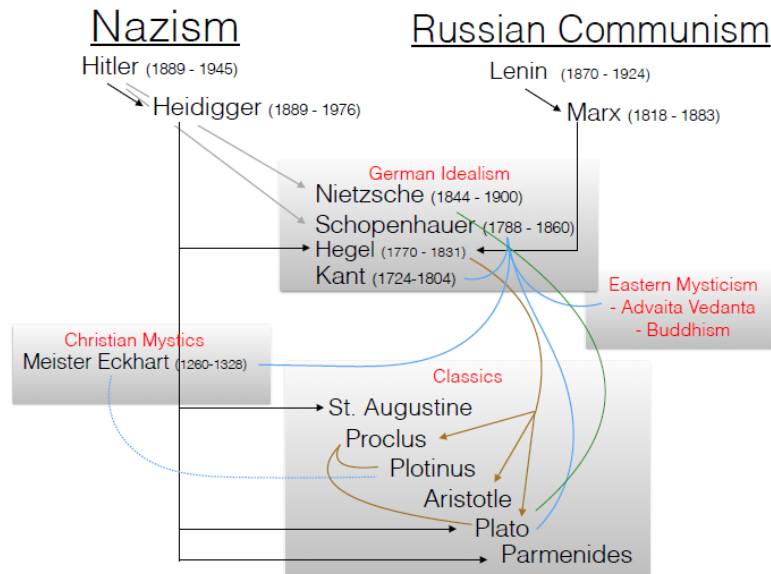 Nazism
Russian Communism
Hitler (1889 - 1945)
Lenin (1870 - 1924)
Heidigger (1889 - 1976)
Marx (1818 - 1883)
German Idealism
Nietzsche (1844 - 1900)
Schopenhauer (1788 - 1860)
Hegel (1770 - 1831)
Kant (1724-1804)
Eastern Mysticism
- Advaita Vedanta
- Buddhism
Christian Mystics
Meister Eckhart (1260-1328)
Classics
St. Augustine
Proclus
Plotinus
Aristotle
Plato
Parmenides